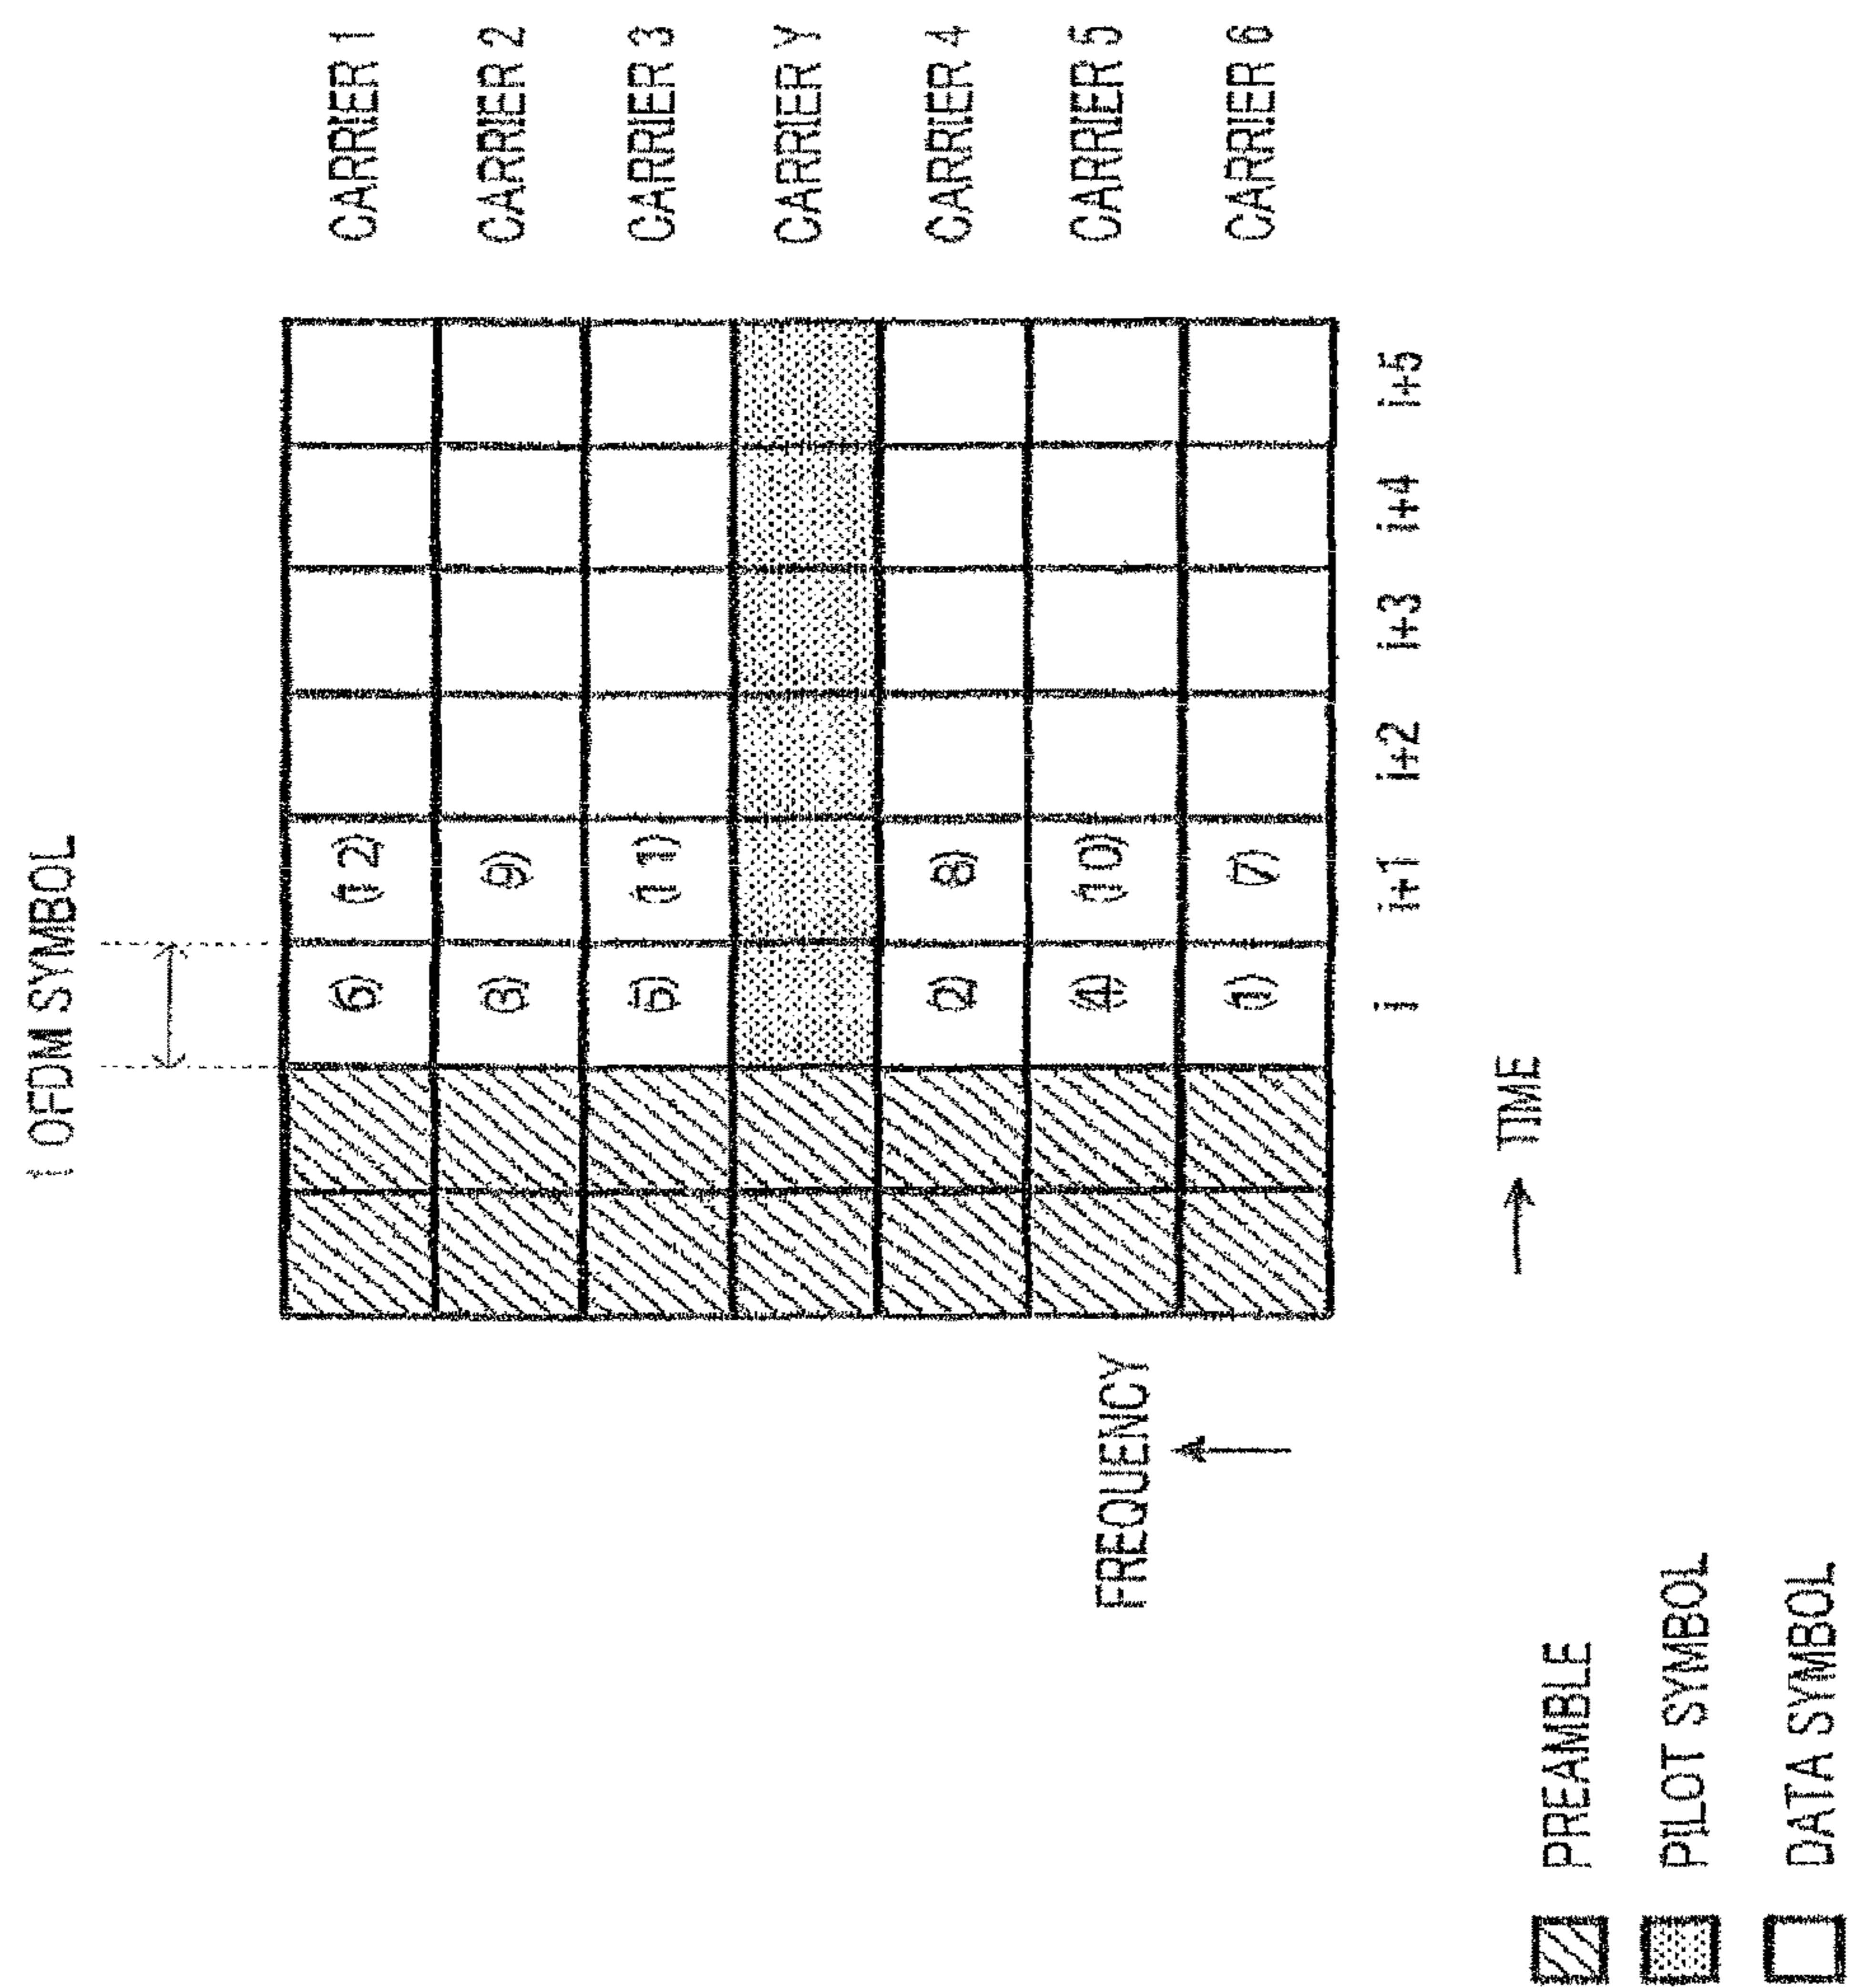 1 OFDM SYMBOL
(6) (12) CARRIER 1
(3) (9) CARRIER 2
(5) (11) CARRIER 3
CARRIER Y
(2) (8) CARRIER 4
(4) (10) CARRIER 5
(1) (7) CARRIER 6
FREQUENCY
i i+1 i+2 i+3 i+4 i+5
TIME
PREAMBLE
PILOT SYMBOL
DATA SYMBOL